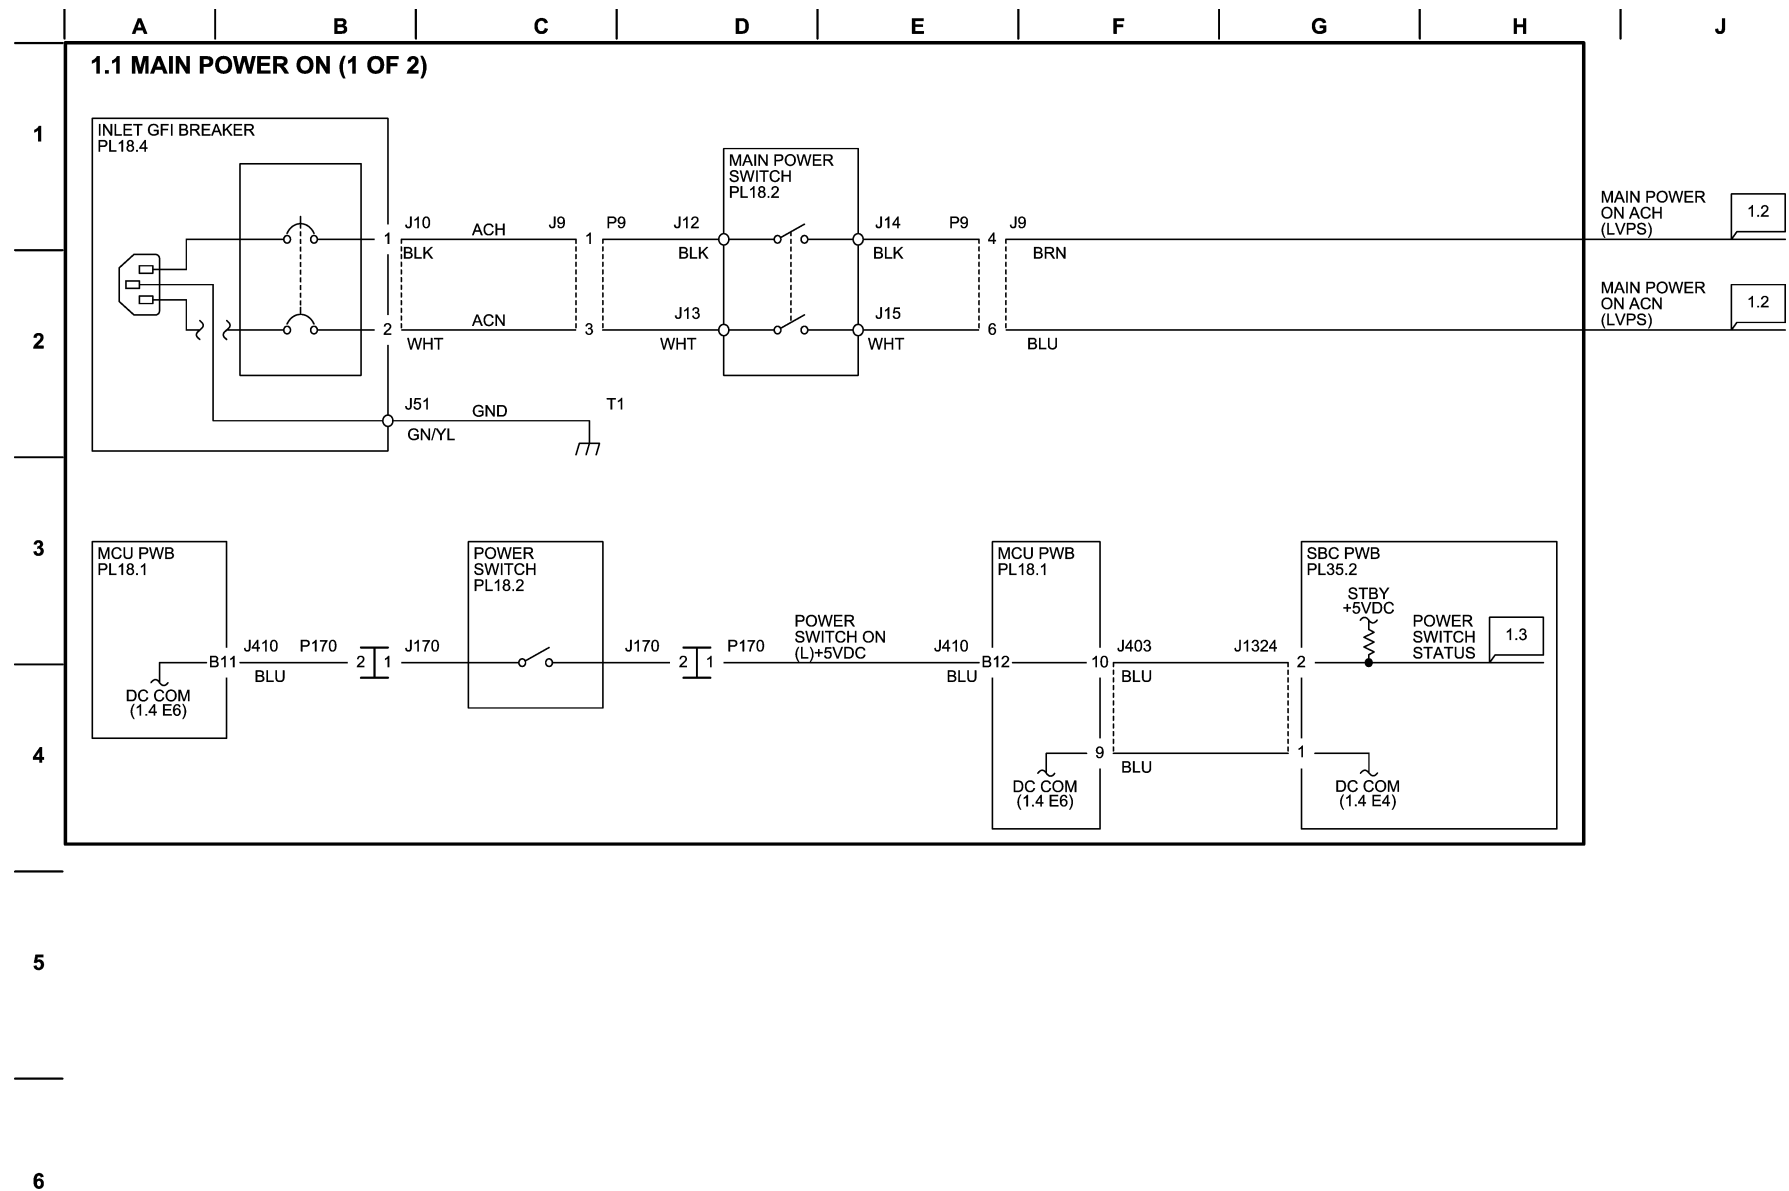 A B C D E F G H J
1.1 MAIN POWER ON (1 OF 2)
1
INLET GFI BREAKER
PL18.4
MAIN POWER
SWITCH
PL18.2
MAIN POWER
ON ACH
(LVPS)
1.2
J10 ACH J9 P9 J12 J14 P9 J9
1 1 4
BLK BLK BLK BRN
MAIN POWER
ON ACN
(LVPS)
1.2
ACN J13 J15
2 3 6
2
WHT WHT WHT BLU
J51 GND T1
GN/YL
3
MCU PWB
PL18.1
POWER
SWITCH
PL18.2
MCU PWB
PL18.1
SBC PWB
PL35.2
STBY
+5VDC
POWER
SWITCH ON
(L)+5VDC
POWER
SWITCH
STATUS
1.3
J410 P170 J170 J170 P170 J410 J403 J1324
B11 2 1 2 1 B12 10 2
BLU BLU BLU
DC COM
(1.4 E6)
4
9 1
BLU
DC COM
(1.4 E6)
DC COM
(1.4 E4)
5
6